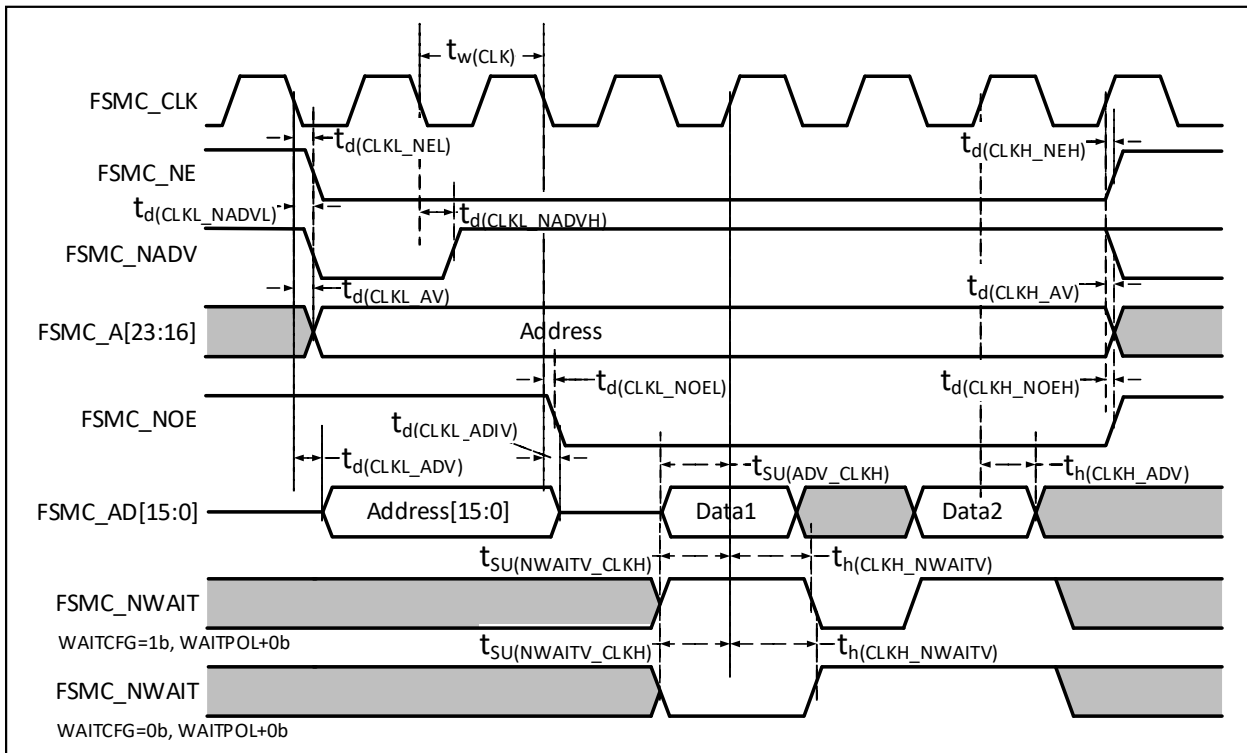 tw(CLK)
FSMC_CLK
td(CLKL_NEL)
td(CLKH_NEH)
FSMC_NE
td(CLKL_NADVL)
td(CLKL_NADVH)
FSMC_NADV
td(CLKL_AV)
td(CLKH_AV)
FSMC_A[23:16]
Address
td(CLKL_NOEL)
td(CLKH_NOEH)
FSMC_NOE
td(CLKL_ADIV)
td(CLKL_ADV)
tSU(ADV_CLKH)
th(CLKH_ADV)
FSMC_AD[15:0]
Address[15:0]
Data1
Data2
tSU(NWAITV_CLKH)
th(CLKH_NWAITV)
FSMC_NWAIT
WAITCFG=1b, WAITPOL+0b
tSU(NWAITV_CLKH)
th(CLKH_NWAITV)
FSMC_NWAIT
WAITCFG=0b, WAITPOL+0b